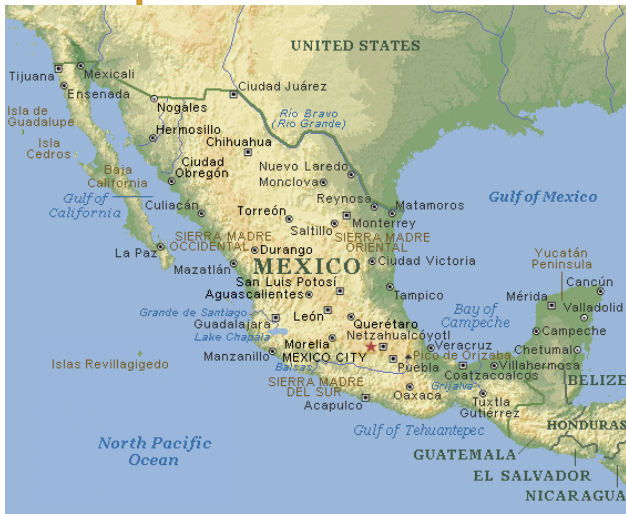 UNITED STATES
Tijuana
Mexicali
Ensenada
Ciudad Juárez
Nogales
Isla de
Guadalupe
Río Bravo
(Rio Grande)
Hermosillo
Isla
Cedros
Chihuahua
Ciudad
Obregón
Nuevo Laredo
Baja
California
Monclova
Gulf of
California
Gulf of Mexico
Reynosa
Matamoros
Culiacán
Torreón
Monterrey
Saltillo
SIERRA MADRE
OCCIDENTAL
SIERRA MADRE
ORIENTAL
La Paz
Durango
Yucatán
Peninsula
Mazatlán
MEXICO
Ciudad Victoria
San Luis Potosí
Cancún
Aguascalientes
Tampico
Mérida
Valladolid
Grande de Santiago
León
Bay of
Campeche
Guadalajara
Querétaro
Campeche
Lake Chapala
Netzahualcóyotl
Morelia
Veracruz
Chetumal
Manzanillo
MEXICO CITY
Pico de Orizaba
Islas Revillagigedo
Balsas
Puebla
Villahermosa
Coatzacoalcos
SIERRA MADRE
DEL SUR
Grijalva
BELIZE
Oaxaca
Acapulco
Tuxtla
Gutiérrez
Gulf of Tehuantepec
HONDURAS
North Pacific
Ocean
GUATEMALA
EL SALVADOR
NICARAGUA